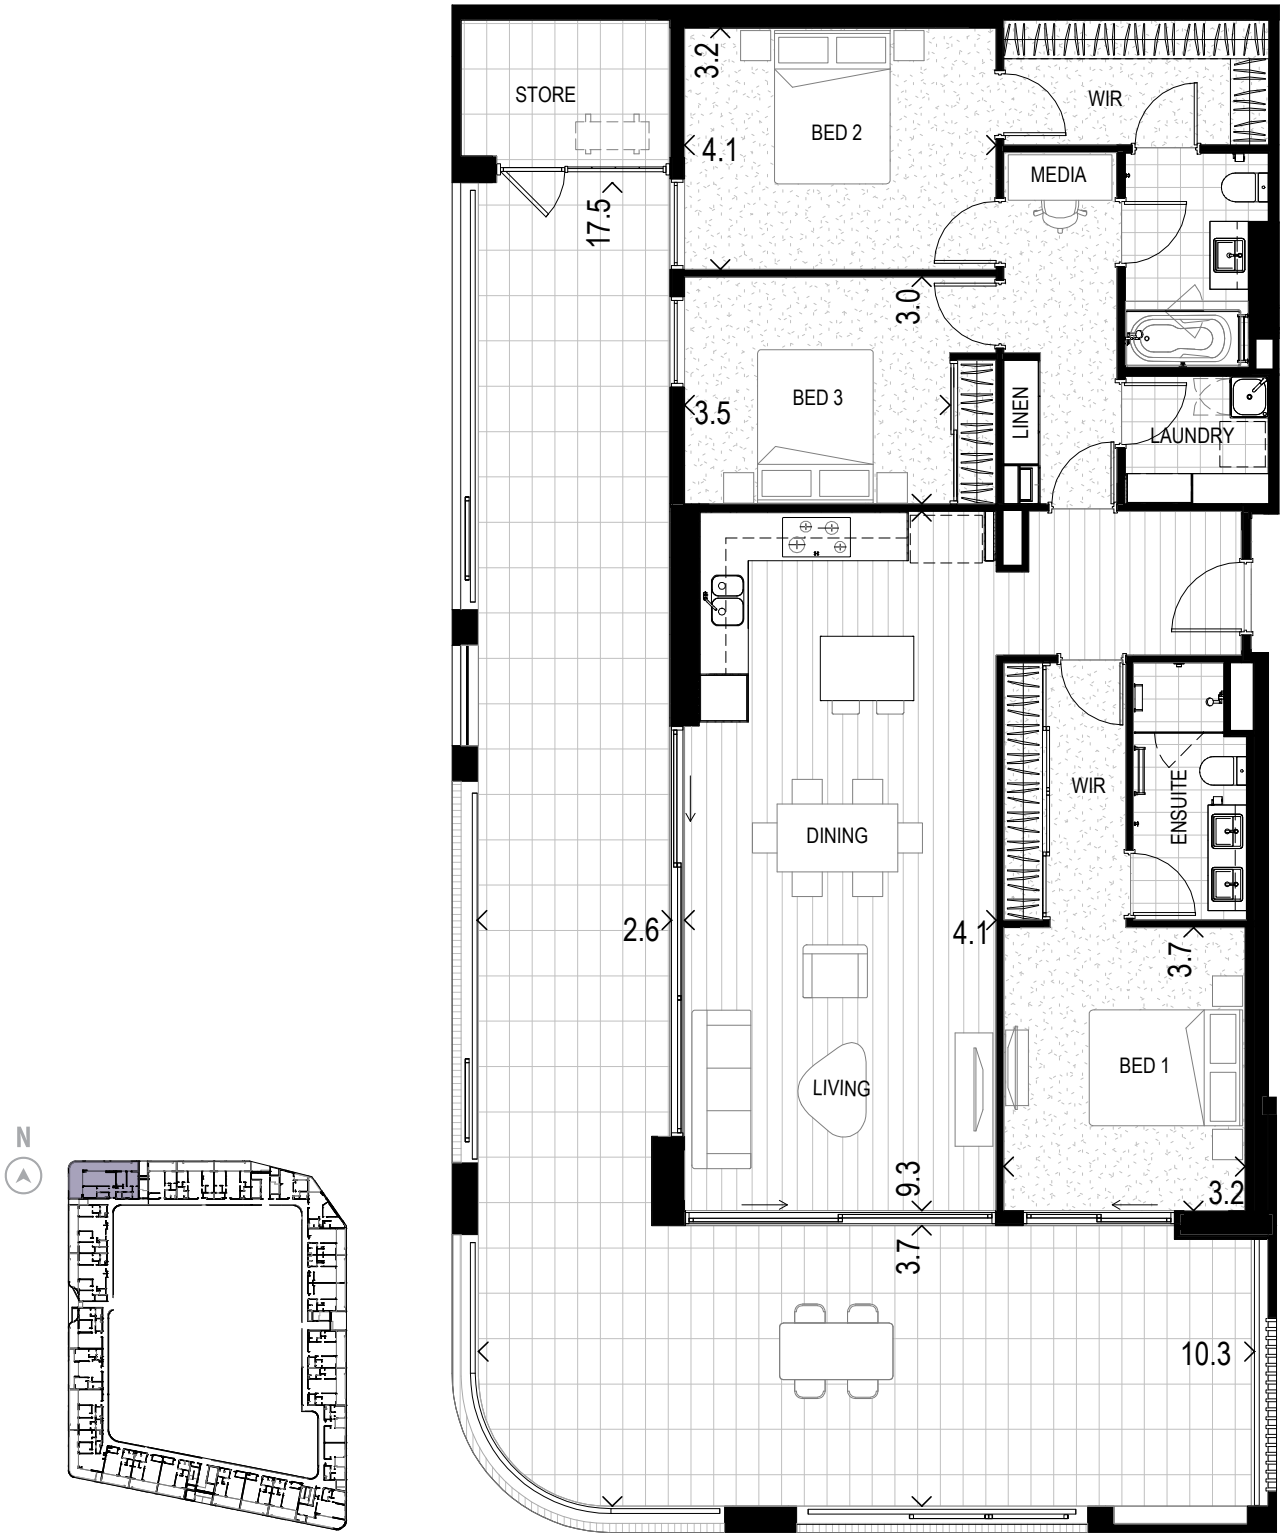 STORE
3.2
4.1
BED 2
WIR
MEDIA
17.5
3.0
3.5
BED 3
LINEN
LAUNDRY
WIR
ENSUITE
DINING
2.6
4.1
3.7
BED 1
LIVING
9.3
3.2
3.7
10.3
N